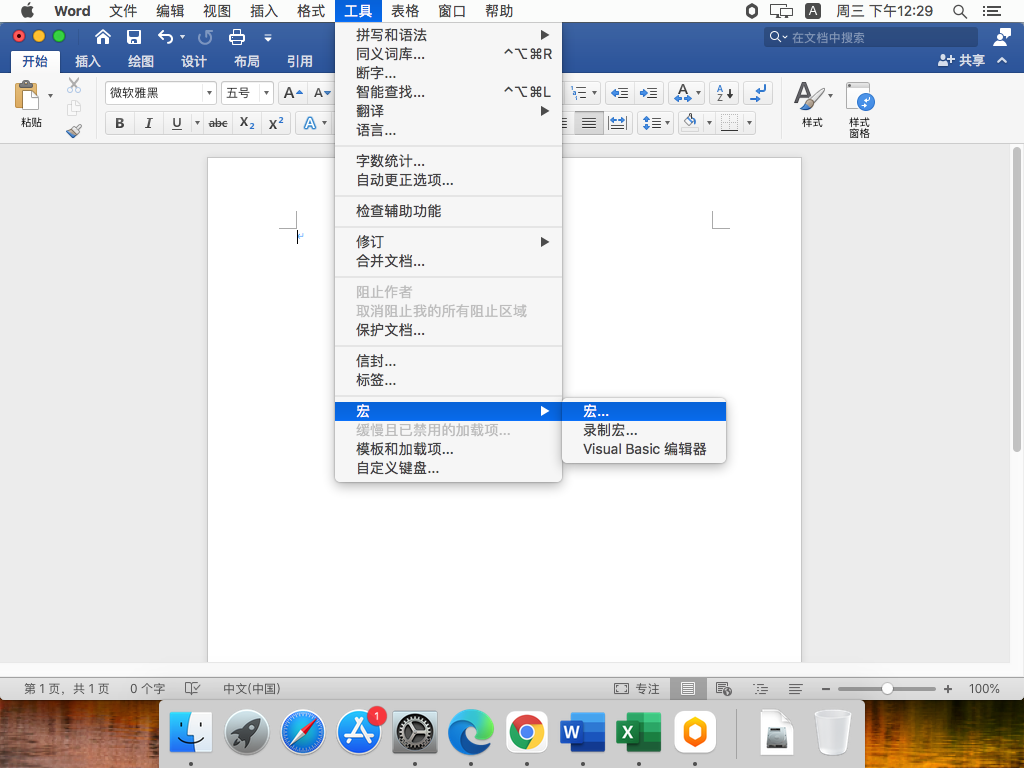 Word 文件 编辑 视图 插入 格式 工具 表格 窗口 帮助 A 周三 下午12:29
在文档中搜索
开始 插入 绘图 设计 布局 引用 共享
粘贴
微软雅黑 五号 A A A A Z
B I U abc X2 X2 A
样式
样式
窗格
拼写和语法
同义词库... ^⌥⌘R
断字...
智能查找... ^⌥⌘L
翻译
语言...
字数统计...
自动更正选项...
检查辅助功能
修订
合并文档...
阻止作者
取消阻止我的所有阻止区域
保护文档...
信封...
标签...
宏
缓慢且已禁用的加载项...
模板和加载项...
自定义键盘...
宏...
录制宏...
Visual Basic 编辑器
第 1 页，共 1 页 0 个字 中文(中国) 专注 100%
1
W X